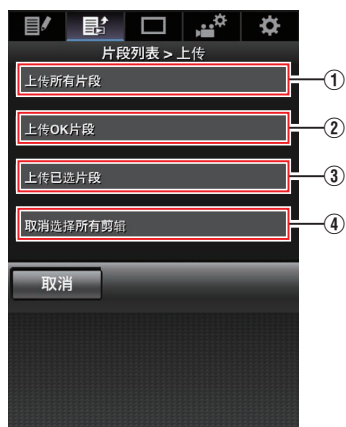 片段列表 > 上传
上传所有片段
①
上传OK片段
②
上传已选片段
③
取消选择所有剪辑
④
取消